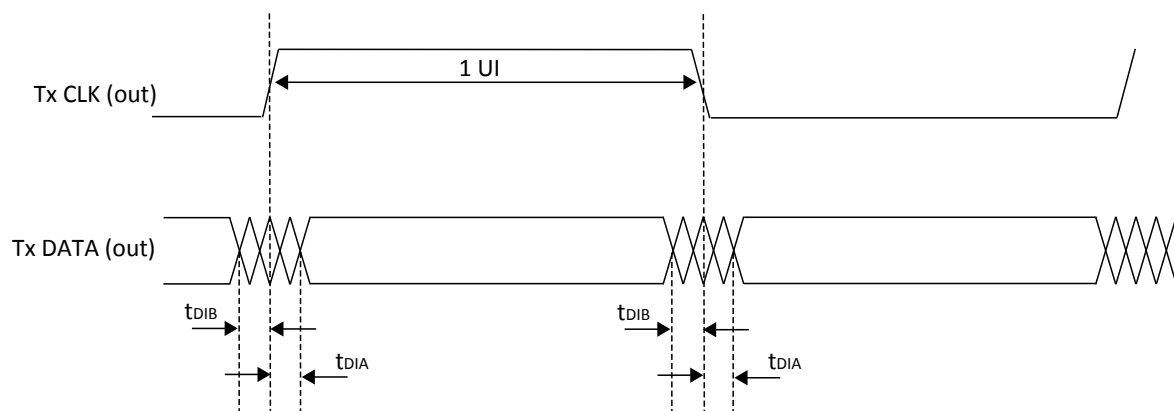 1 UI
Tx CLK (out)
Tx DATA (out)
tDIB
tDIB
tDIA
tDIA